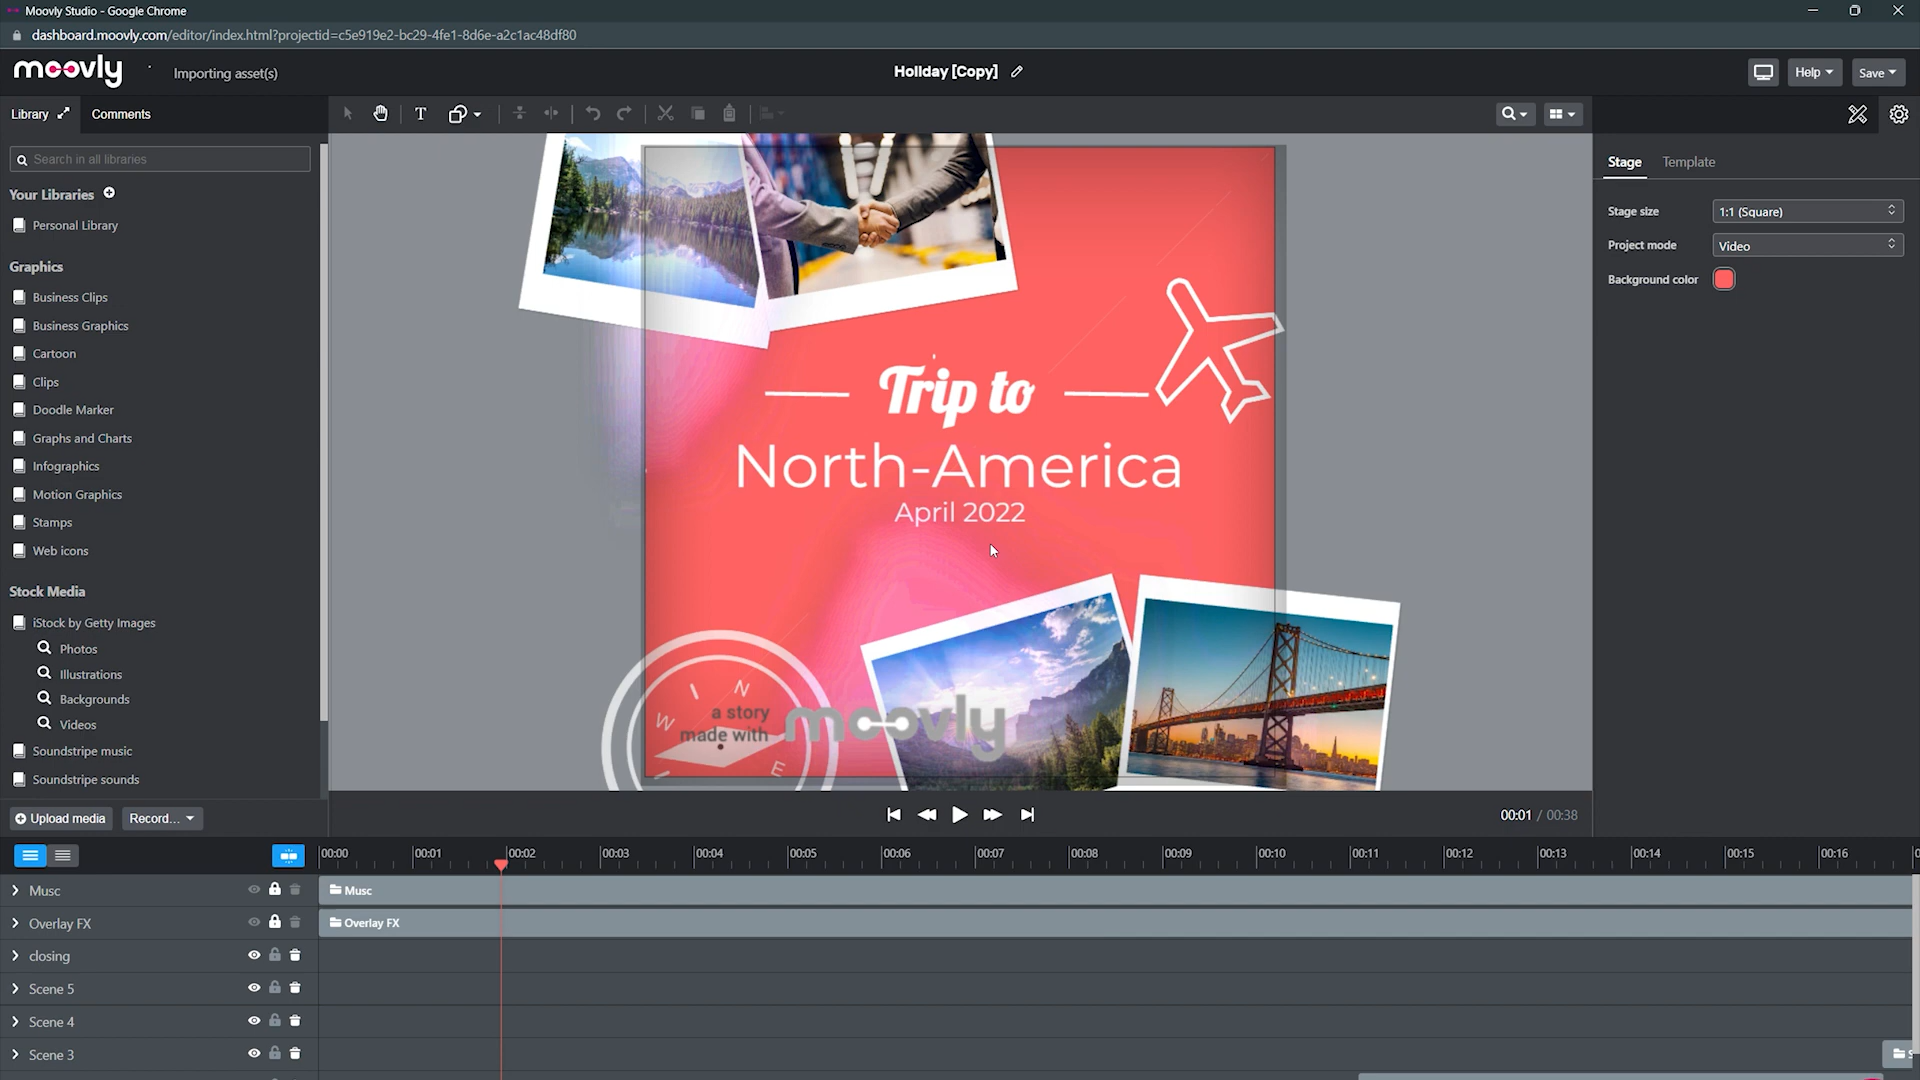 Moovly Studio - Google Chrome
dashboard.moovly.com/editor/index.html?projectid=c5e919e2-bc29-4fe1-8d6e-a2c1ac48df80
moovly
Importing asset(s)
Holiday [Copy]
Help
Save
Library
Comments
T
Search in all libraries
Your Libraries
Personal Library
Graphics
Business Clips
Business Graphics
Cartoon
Clips
Doodle Marker
Graphs and Charts
Infographics
Motion Graphics
Stamps
Web icons
Stock Media
iStock by Getty Images
Photos
Illustrations
Backgrounds
Videos
Soundstripe music
Soundstripe sounds
Upload media
Record...
Trip to
North-America
April 2022
N
W
E
a story
made with
moovly
Stage
Template
Stage size
1:1 (Square)
Project mode
Video
Background color
00:01 / 00:38
00:00 00:01 00:02 00:03 00:04 00:05 00:06 00:07 00:08 00:09 00:10 00:11 00:12 00:13 00:14 00:15 00:16
Musc
Musc
Overlay FX
Overlay FX
closing
Scene 5
Scene 4
Scene 3